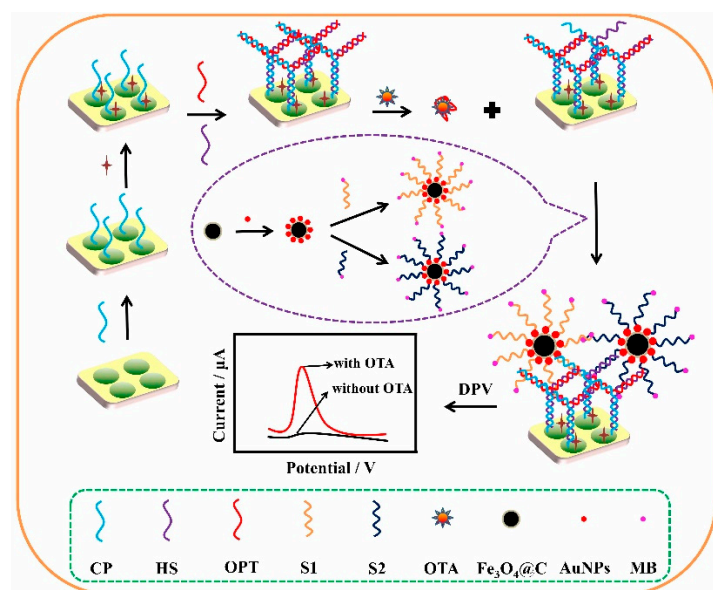 Current / μA
with OTA
without OTA
Potential / V
DPV
CP HS OPT S1 S2 OTA Fe₃O₄@C AuNPs MB